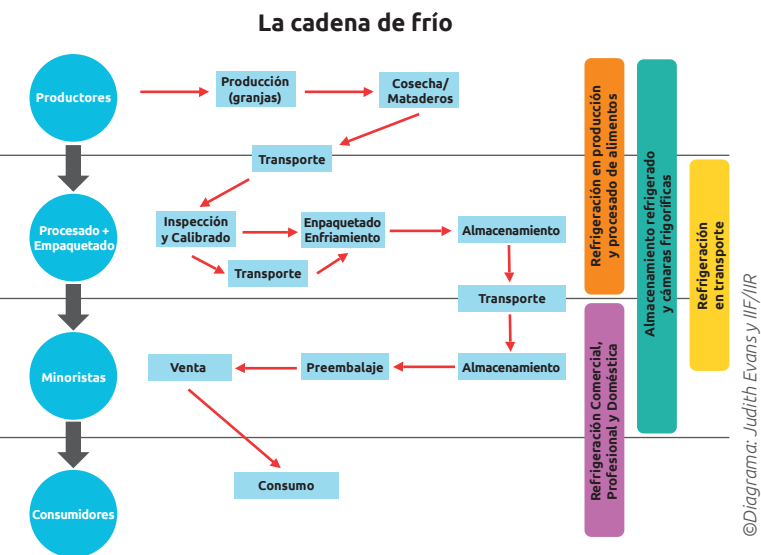 La cadena de frío
Productores
Producción
(granjas)
Cosecha/
Mataderos
Transporte
Procesado +
Empaquetado
Inspección
y Calibrado
Enpaquetado
Enfriamiento
Almacenamiento
Transporte
Transporte
Minoristas
Venta
Preembalaje
Almacenamiento
Consumidores
Consumo
Refrigeración en producción
y procesado de alimentos
Almacenamiento refrigerado
y cámaras frigoríficas
Refrigeración
en transporte
Refrigeración Comercial,
Profesional y Doméstica
©Diagrama: Judith Evans y IIF/IIR